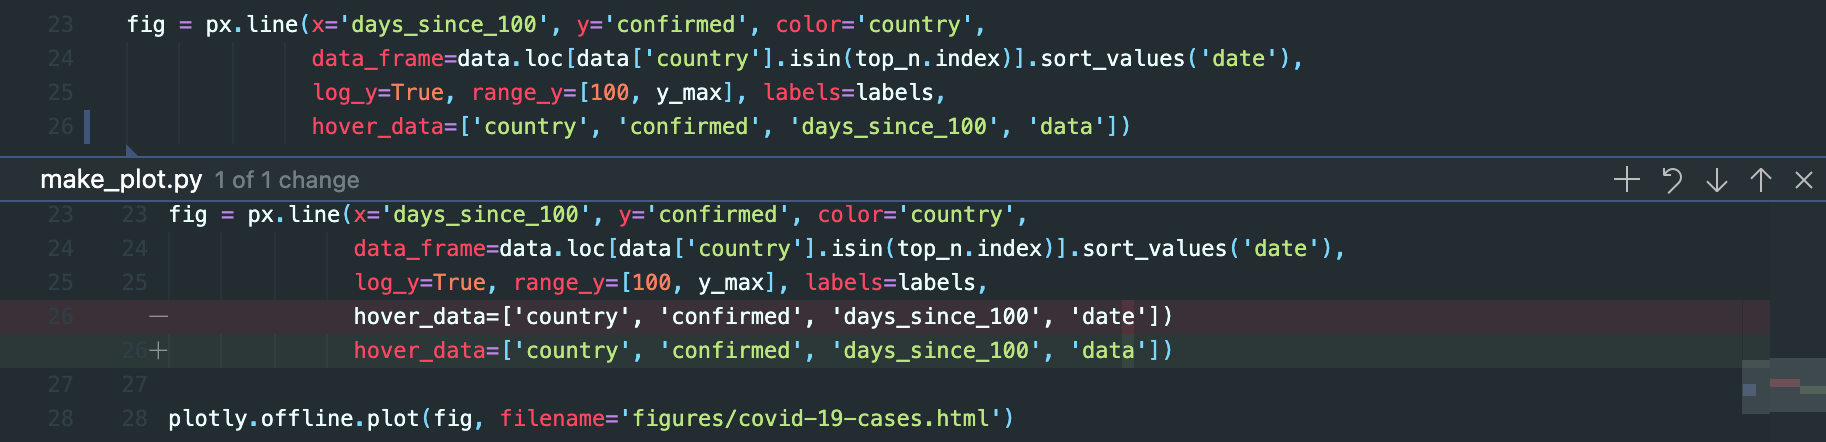 23 fig = px.line(x='days_since_100', y='confirmed', color='country',
24 data_frame=data.loc[data['country'].isin(top_n.index)].sort_values('date'),
25 log_y=True, range_y=[100, y_max], labels=labels,
26 hover_data=['country', 'confirmed', 'days_since_100', 'data'])
make_plot.py 1 of 1 change
23 23 fig = px.line(x='days_since_100', y='confirmed', color='country',
24 24 data_frame=data.loc[data['country'].isin(top_n.index)].sort_values('date'),
25 25 log_y=True, range_y=[100, y_max], labels=labels,
26 — hover_data=['country', 'confirmed', 'days_since_100', 'date'])
26 + hover_data=['country', 'confirmed', 'days_since_100', 'data'])
27 27
28 28 plotly.offline.plot(fig, filename='figures/covid-19-cases.html')